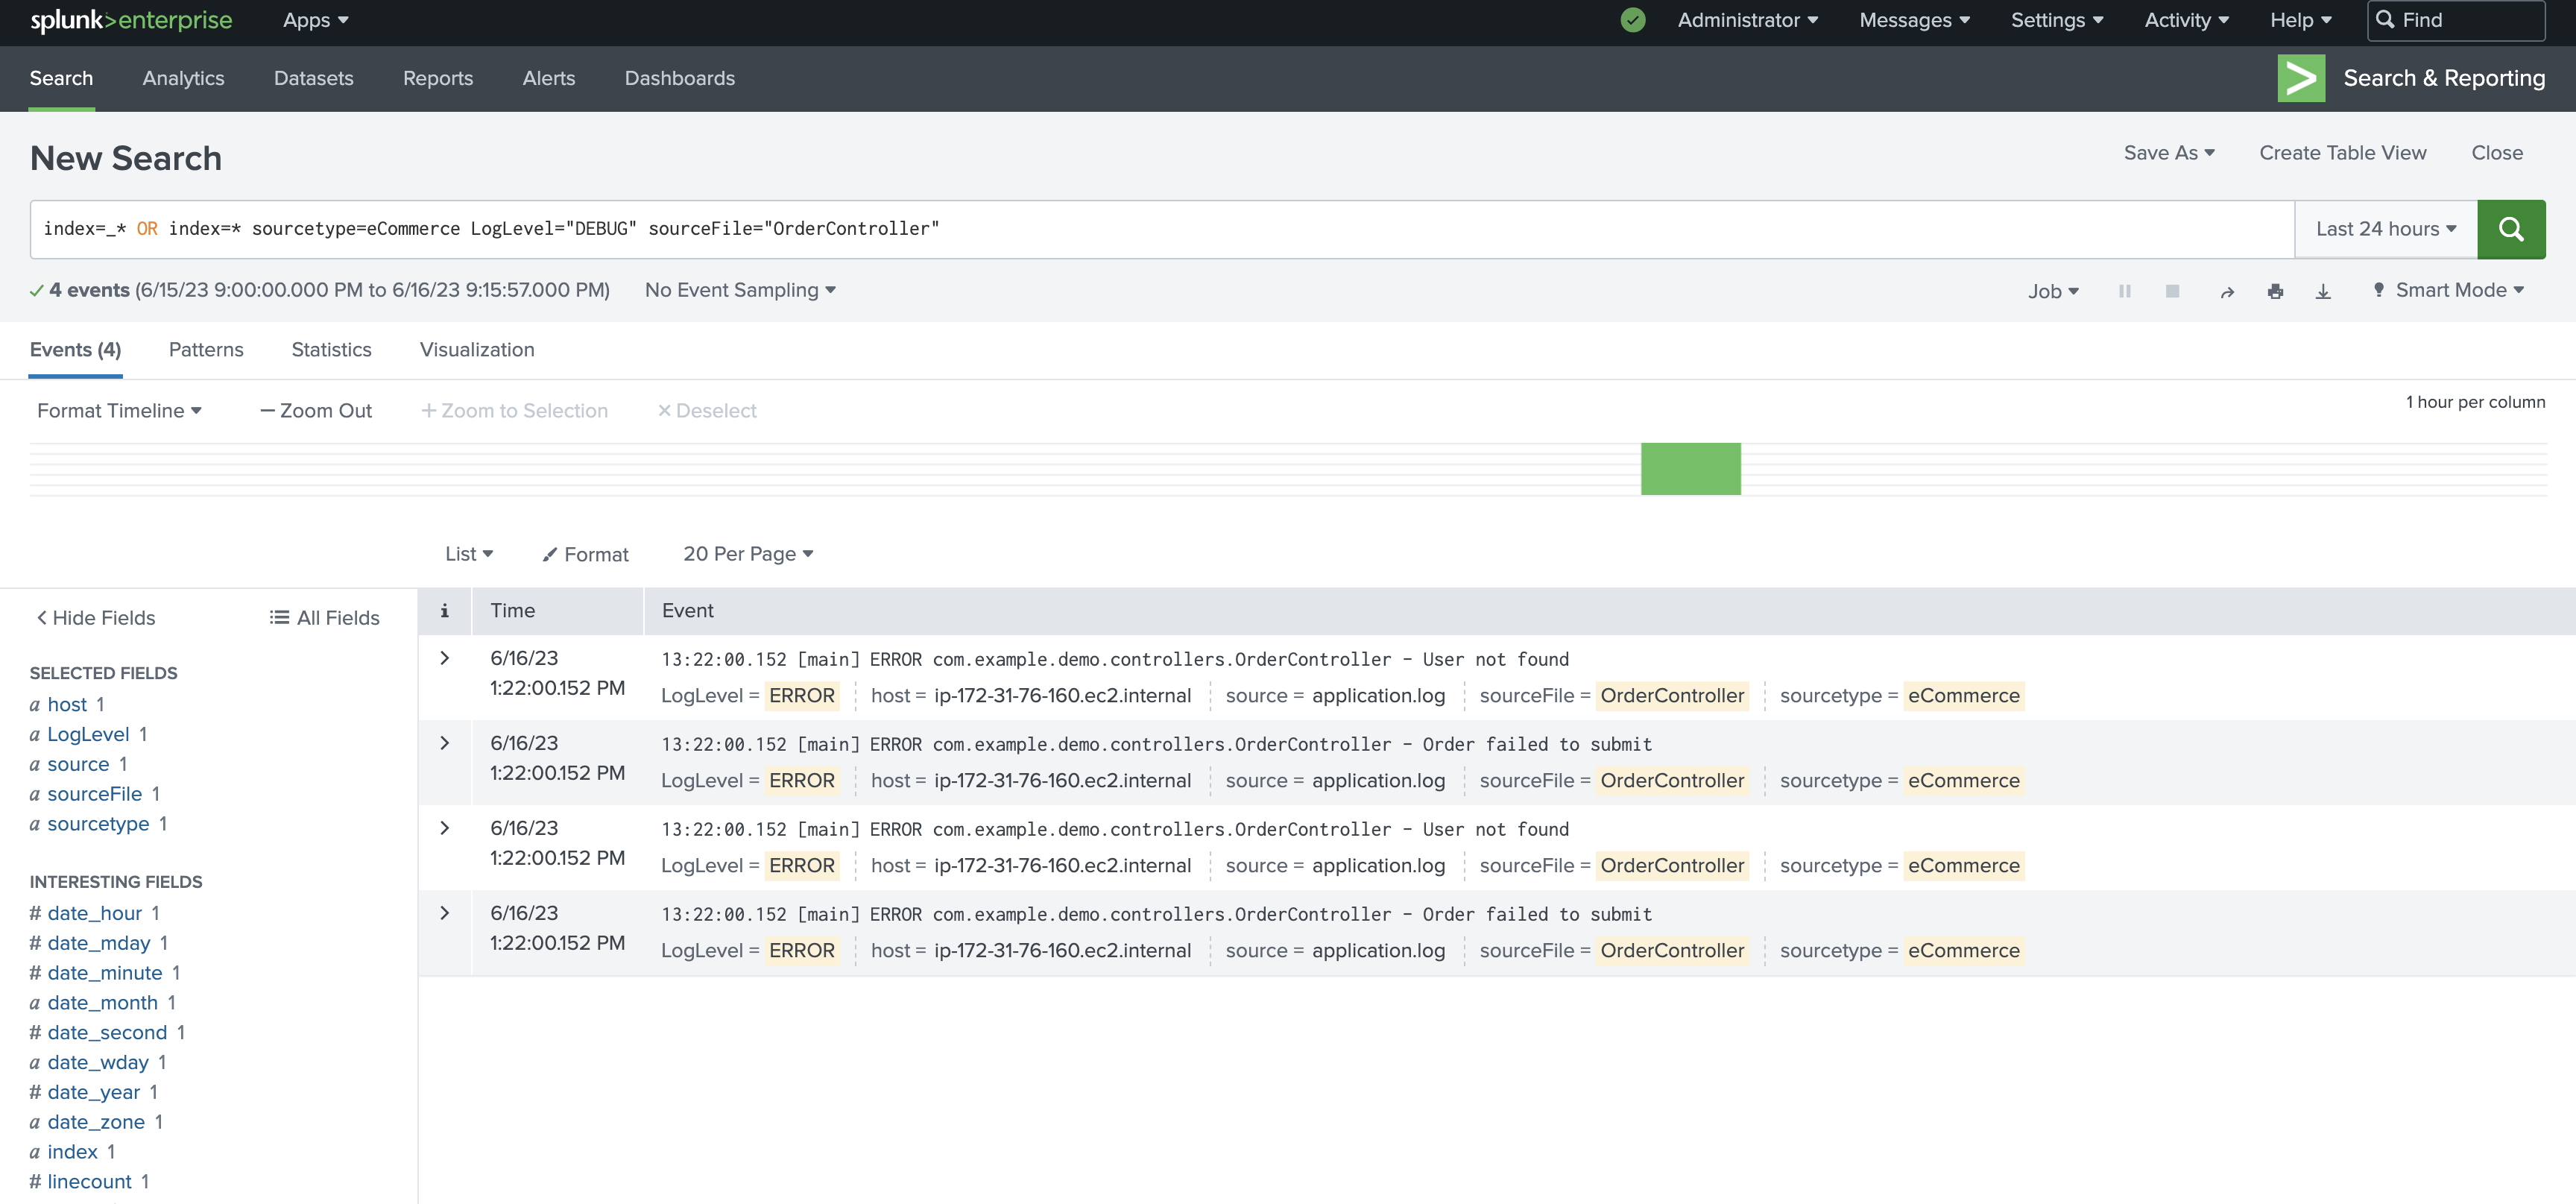 splunk>enterprise Apps Administrator Messages Settings Activity Help Find
Search Analytics Datasets Reports Alerts Dashboards Search & Reporting
New Search Save As Create Table View Close
index=_* OR index=* sourcetype=eCommerce LogLevel="DEBUG" sourceFile="OrderController" Last 24 hours
4 events (6/15/23 9:00:00.000 PM to 6/16/23 9:15:57.000 PM) No Event Sampling Job Smart Mode
Events (4) Patterns Statistics Visualization
Format Timeline — Zoom Out + Zoom to Selection × Deselect 1 hour per column
List Format 20 Per Page
< Hide Fields All Fields
SELECTED FIELDS
a host 1
a LogLevel 1
a source 1
a sourceFile 1
a sourcetype 1
INTERESTING FIELDS
# date_hour 1
# date_mday 1
# date_minute 1
a date_month 1
# date_second 1
a date_wday 1
# date_year 1
a date_zone 1
a index 1
# linecount 1
i Time Event
6/16/23 1:22:00.152 PM
13:22:00.152 [main] ERROR com.example.demo.controllers.OrderController - User not found
LogLevel = ERROR host = ip-172-31-76-160.ec2.internal source = application.log sourceFile = OrderController sourcetype = eCommerce
6/16/23 1:22:00.152 PM
13:22:00.152 [main] ERROR com.example.demo.controllers.OrderController - Order failed to submit
LogLevel = ERROR host = ip-172-31-76-160.ec2.internal source = application.log sourceFile = OrderController sourcetype = eCommerce
6/16/23 1:22:00.152 PM
13:22:00.152 [main] ERROR com.example.demo.controllers.OrderController - User not found
LogLevel = ERROR host = ip-172-31-76-160.ec2.internal source = application.log sourceFile = OrderController sourcetype = eCommerce
6/16/23 1:22:00.152 PM
13:22:00.152 [main] ERROR com.example.demo.controllers.OrderController - Order failed to submit
LogLevel = ERROR host = ip-172-31-76-160.ec2.internal source = application.log sourceFile = OrderController sourcetype = eCommerce